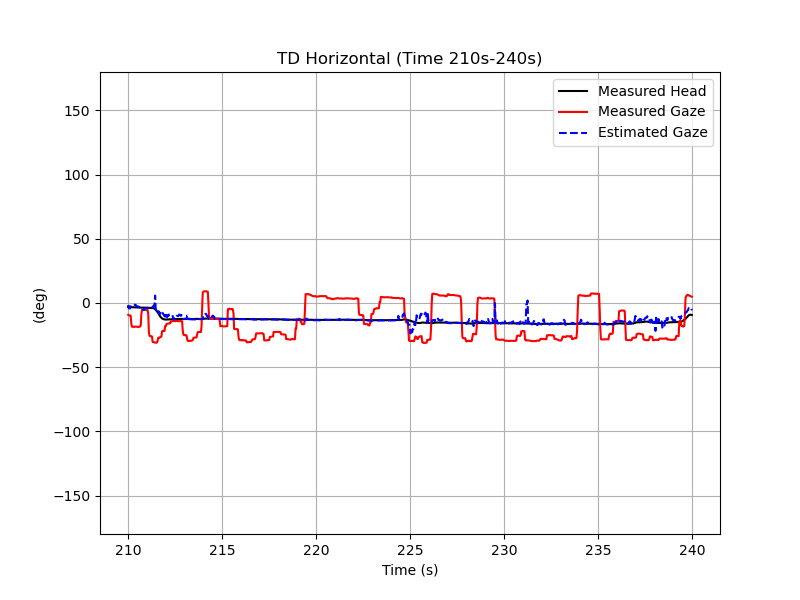 TD Horizontal (Time 210s-240s)
Measured Head
Measured Gaze
Estimated Gaze
150
100
50
0
−50
−100
−150
(deg)
210 215 220 225 230 235 240
Time (s)